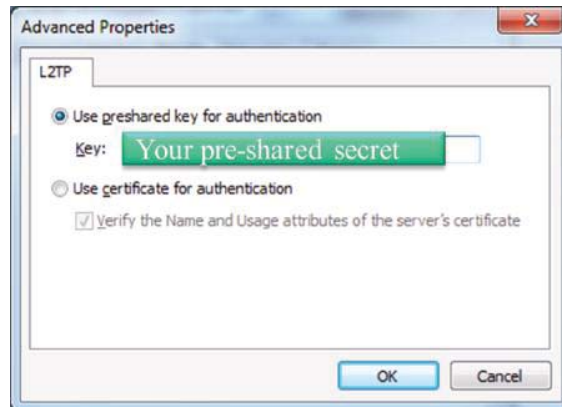 Advanced Properties
L2TP
Use preshared key for authentication
Key: Your pre-shared secret
Use certificate for authentication
Verify the Name and Usage attributes of the server's certificate
OK Cancel